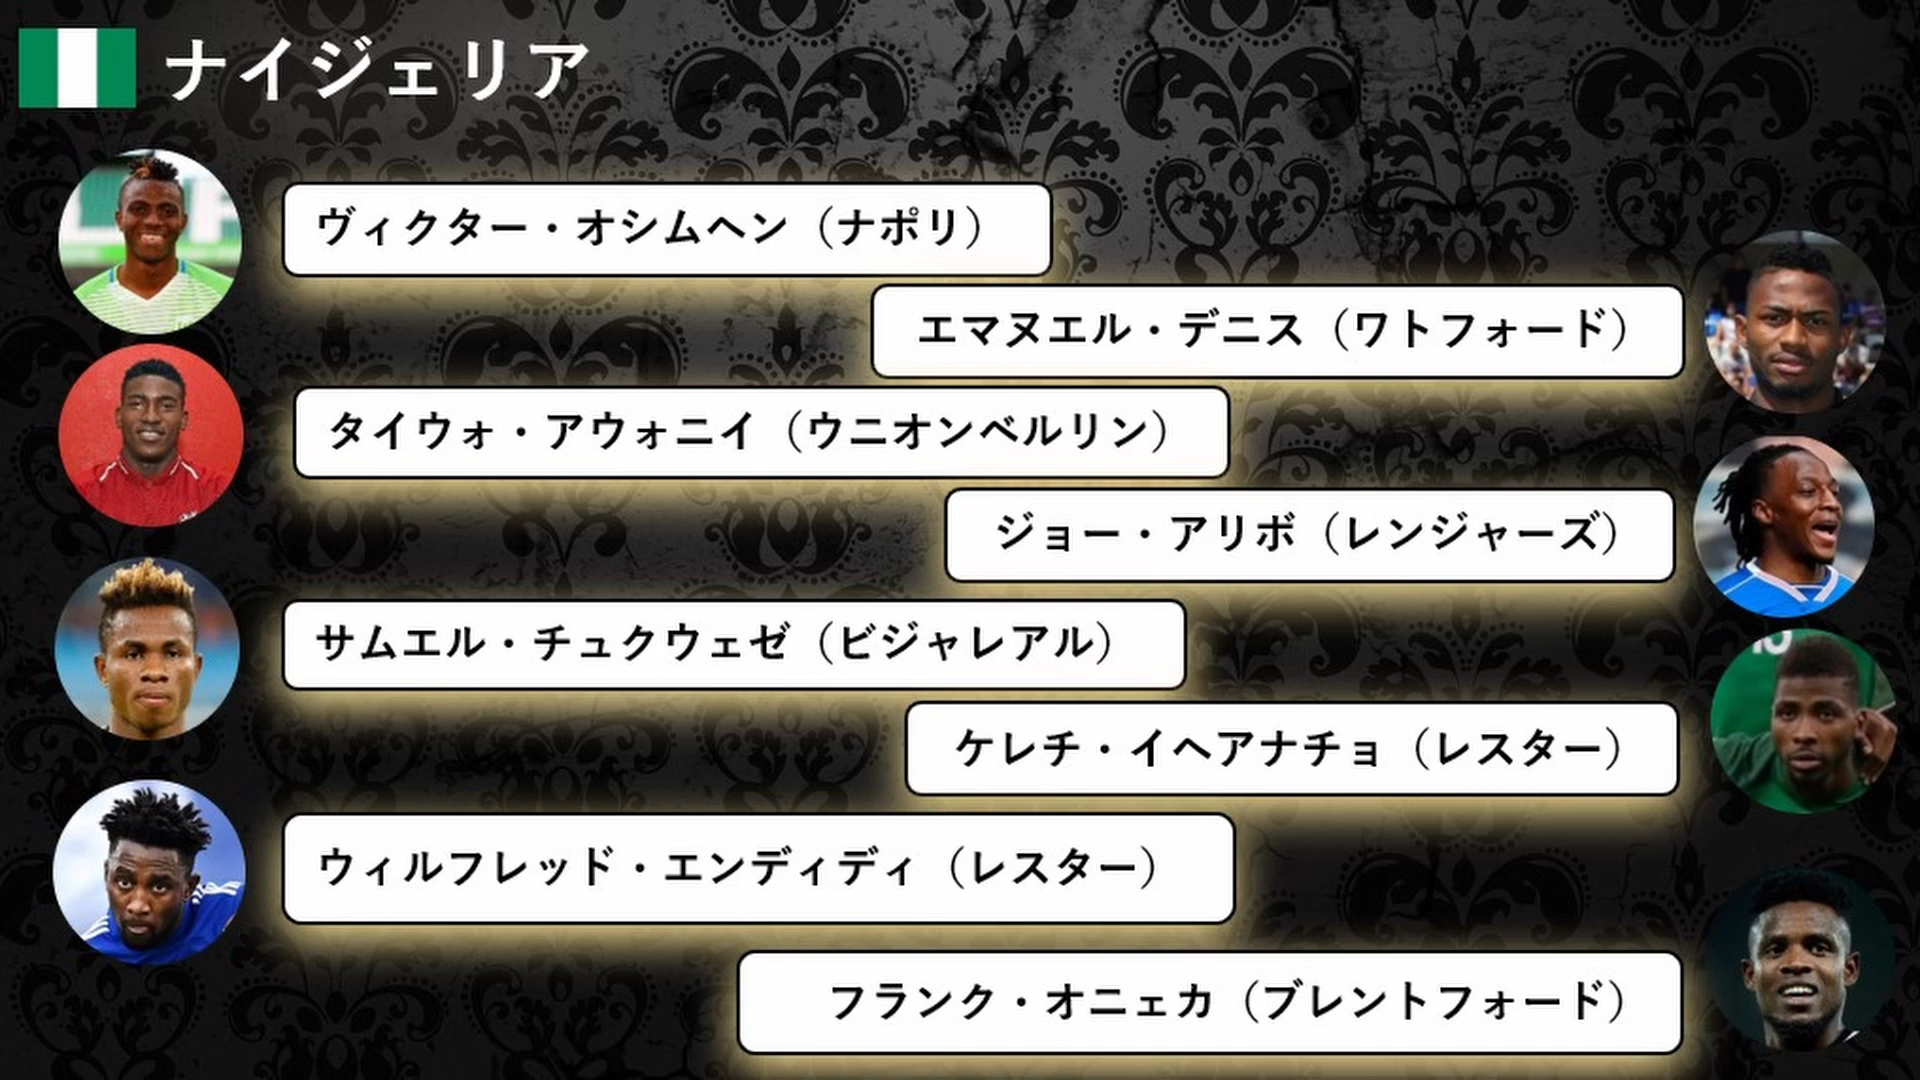 ナイジェリア
ヴィクター・オシムヘン（ナポリ）
エマヌエル・デニス（ワトフォード）
タイウォ・アウォニイ（ウニオンベルリン）
ジョー・アリボ（レンジャーズ）
サムエル・チュクウェゼ（ビジャレアル）
ケレチ・イヘアナチョ（レスター）
ウィルフレッド・エンディディ（レスター）
フランク・オニェカ（ブレントフォード）